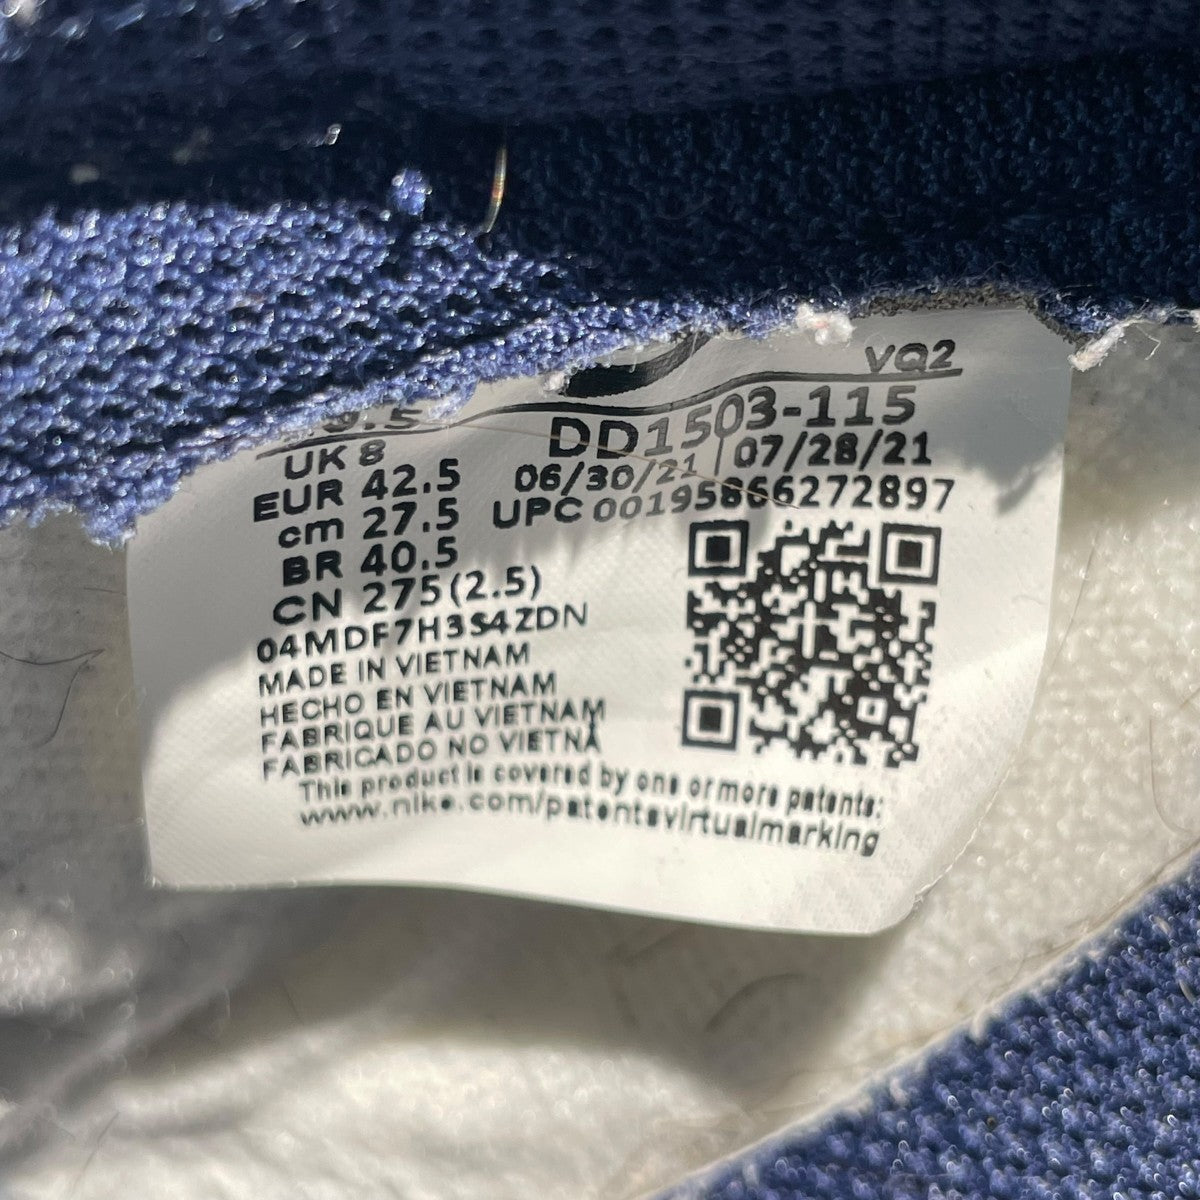 VQ2
9.5
DD1503-115
UK 8
06/30/21 | 07/28/21
EUR 42.5
UPC 00195866272897
cm 27.5
BR 40.5
CN 275(2.5)
04MDF7H3S4ZDN
MADE IN VIETNAM
HECHO EN VIETNAM
FABRIQUE AU VIETNAM
FABRICADO NO VIETNÃ
This product is covered by one or more patents:
www.nike.com/patentsvirtualmarking